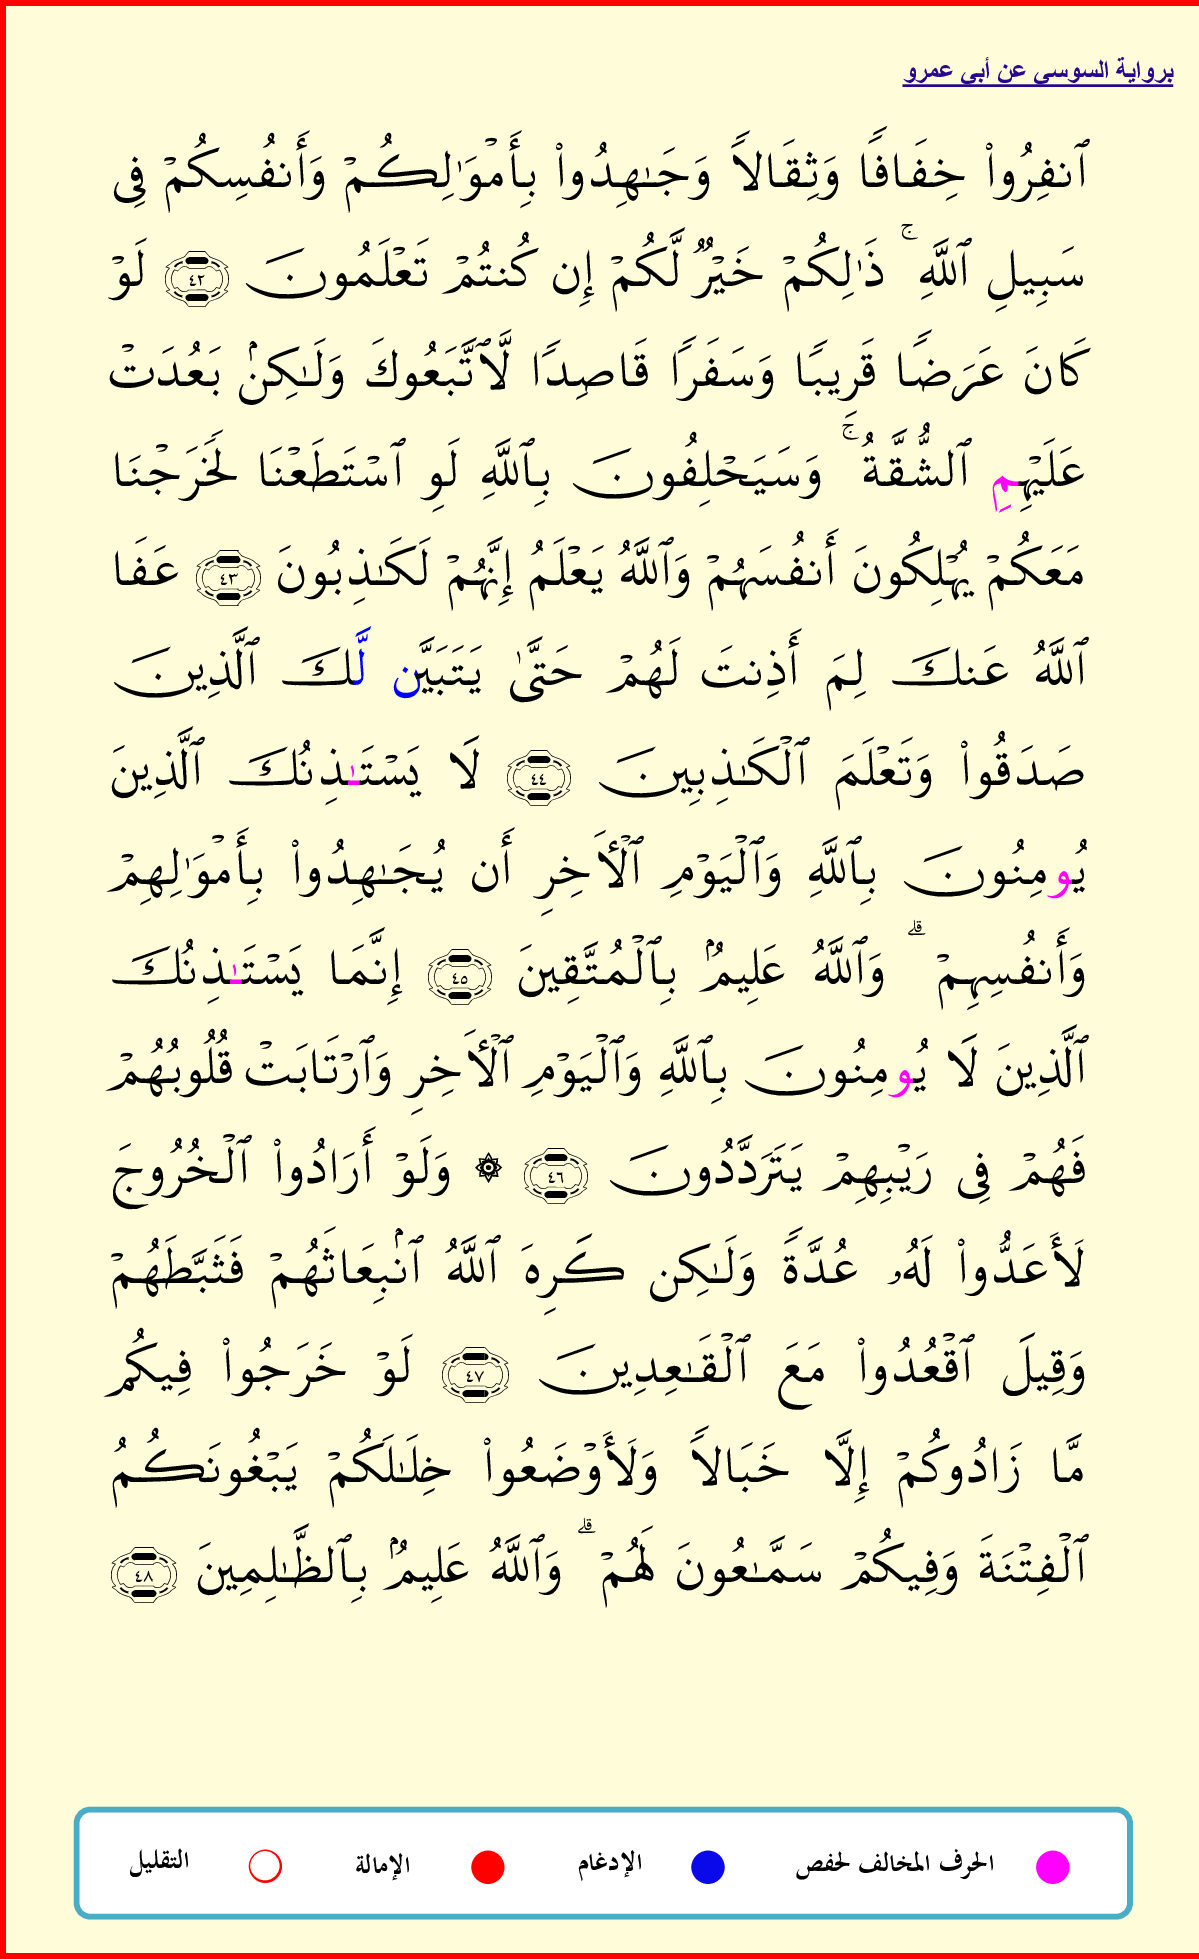 برواية السوسي عن أبي عمرو
ٱنفِرُواْ خِفَافًا وَثِقَالًا وَجَـٰهِدُواْ بِأَمۡوَٰلِكُمۡ وَأَنفُسِكُمۡ فِي
سَبِيلِ ٱللَّهِۚ ذَٰلِكُمۡ خَيۡرٌ لَّكُمۡ إِن كُنتُمۡ تَعۡلَمُونَ ٤٢ لَوۡ
كَانَ عَرَضًا قَرِيبًا وَسَفَرًا قَاصِدًا لَّٱتَّبَعُوكَ وَلَـٰكِنۢ بَعُدَتۡ
عَلَيۡهِمِ ٱلشُّقَّةُۚ وَسَيَحۡلِفُونَ بِٱللَّهِ لَوِ ٱسۡتَطَعۡنَا لَخَرَجۡنَا
مَعَكُمۡ يُهۡلِكُونَ أَنفُسَهُمۡ وَٱللَّهُ يَعۡلَمُ إِنَّهُمۡ لَكَـٰذِبُونَ ٤٣ عَفَا
ٱللَّهُ عَنكَ لِمَ أَذِنتَ لَهُمۡ حَتَّىٰ يَتَبَيَّن لَّكَ ٱلَّذِينَ
صَدَقُواْ وَتَعۡلَمَ ٱلۡكَـٰذِبِينَ ٤٤ لَا يَسۡتَـٰذِنُكَ ٱلَّذِينَ
يُومِنُونَ بِٱللَّهِ وَٱلۡيَوۡمِ ٱلۡأَخِرِ أَن يُجَـٰهِدُواْ بِأَمۡوَٰلِهِمۡ
وَأَنفُسِهِمۡۗ وَٱللَّهُ عَلِيمُۢ بِٱلۡمُتَّقِينَ ٤٥ إِنَّمَا يَسۡتَـٰذِنُكَ
ٱلَّذِينَ لَا يُومِنُونَ بِٱللَّهِ وَٱلۡيَوۡمِ ٱلۡأَخِرِ وَٱرۡتَابَتۡ قُلُوبُهُمۡ
فَهُمۡ فِي رَيۡبِهِمۡ يَتَرَدَّدُونَ ٤٦ ۞ وَلَوۡ أَرَادُواْ ٱلۡخُرُوجَ
لَأَعَدُّواْ لَهُۥ عُدَّةً وَلَـٰكِن كَرِهَ ٱللَّهُ ٱنۢبِعَاثَهُمۡ فَثَبَّطَهُمۡ
وَقِيلَ ٱقۡعُدُواْ مَعَ ٱلۡقَـٰعِدِينَ ٤٧ لَوۡ خَرَجُواْ فِيكُم
مَّا زَادُوكُمۡ إِلَّا خَبَالًا وَلَأَوۡضَعُواْ خِلَـٰلَكُمۡ يَبۡغُونَكُمُ
ٱلۡفِتۡنَةَ وَفِيكُمۡ سَمَّـٰعُونَ لَهُمۡۗ وَٱللَّهُ عَلِيمُۢ بِٱلظَّـٰلِمِينَ ٤٨
الحرف المخالف لحفص الإدغام الإمالة التقليل